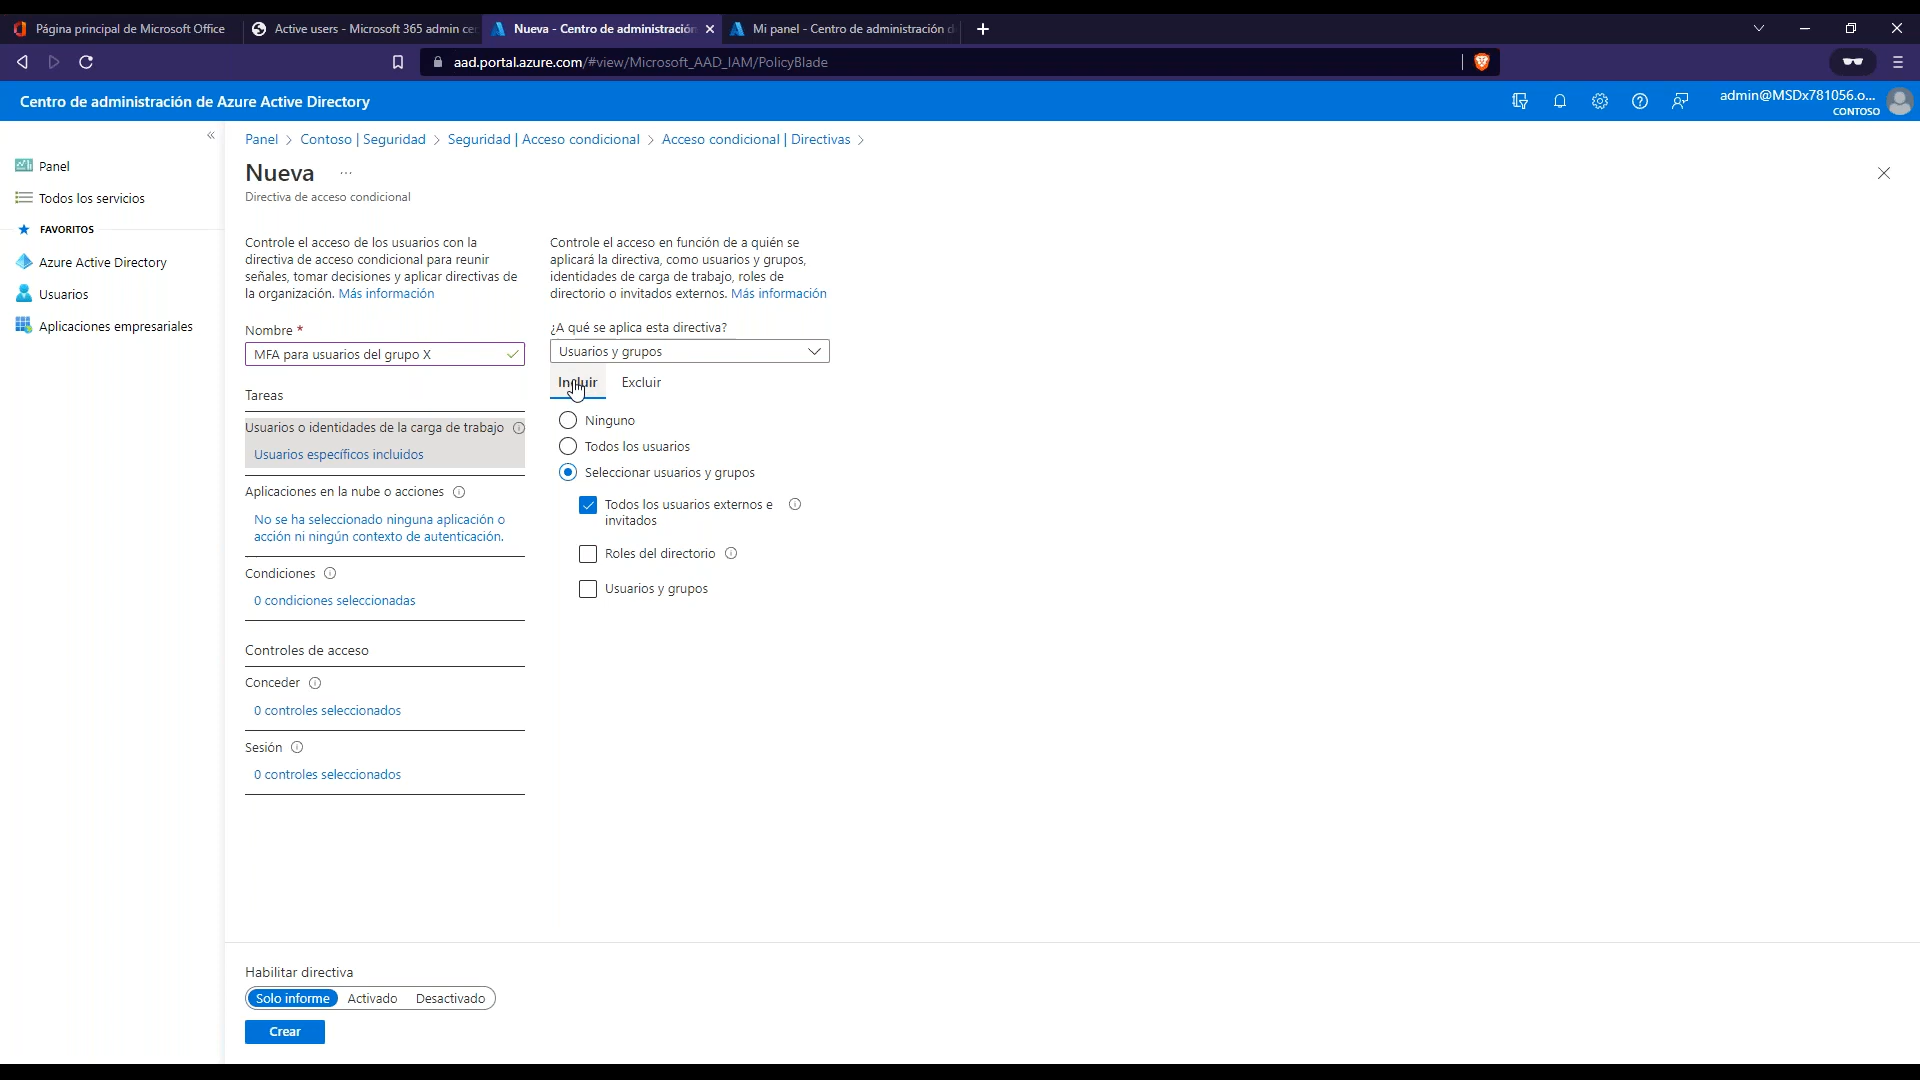 Página principal de Microsoft Office
Active users - Microsoft 365 admin ce
Nueva - Centro de administración
Mi panel - Centro de administración d
aad.portal.azure.com/#view/Microsoft_AAD_IAM/PolicyBlade
Centro de administración de Azure Active Directory
admin@MSDx781056.o...
CONTOSO
Panel
Todos los servicios
FAVORITOS
Azure Active Directory
Usuarios
Aplicaciones empresariales
Panel > Contoso | Seguridad > Seguridad | Acceso condicional > Acceso condicional | Directivas >
Nueva ...
Directiva de acceso condicional
Controle el acceso de los usuarios con la
directiva de acceso condicional para reunir
señales, tomar decisiones y aplicar directivas de
la organización. Más información
Nombre *
MFA para usuarios del grupo X
Tareas
Usuarios o identidades de la carga de trabajo
Usuarios específicos incluidos
Aplicaciones en la nube o acciones
No se ha seleccionado ninguna aplicación o
acción ni ningún contexto de autenticación.
Condiciones
0 condiciones seleccionadas
Controles de acceso
Conceder
0 controles seleccionados
Sesión
0 controles seleccionados
Controle el acceso en función de a quién se
aplicará la directiva, como usuarios y grupos,
identidades de carga de trabajo, roles de
directorio o invitados externos. Más información
¿A qué se aplica esta directiva?
Usuarios y grupos
Incluir
Excluir
Ninguno
Todos los usuarios
Seleccionar usuarios y grupos
Todos los usuarios externos e
invitados
Roles del directorio
Usuarios y grupos
Habilitar directiva
Solo informe
Activado
Desactivado
Crear